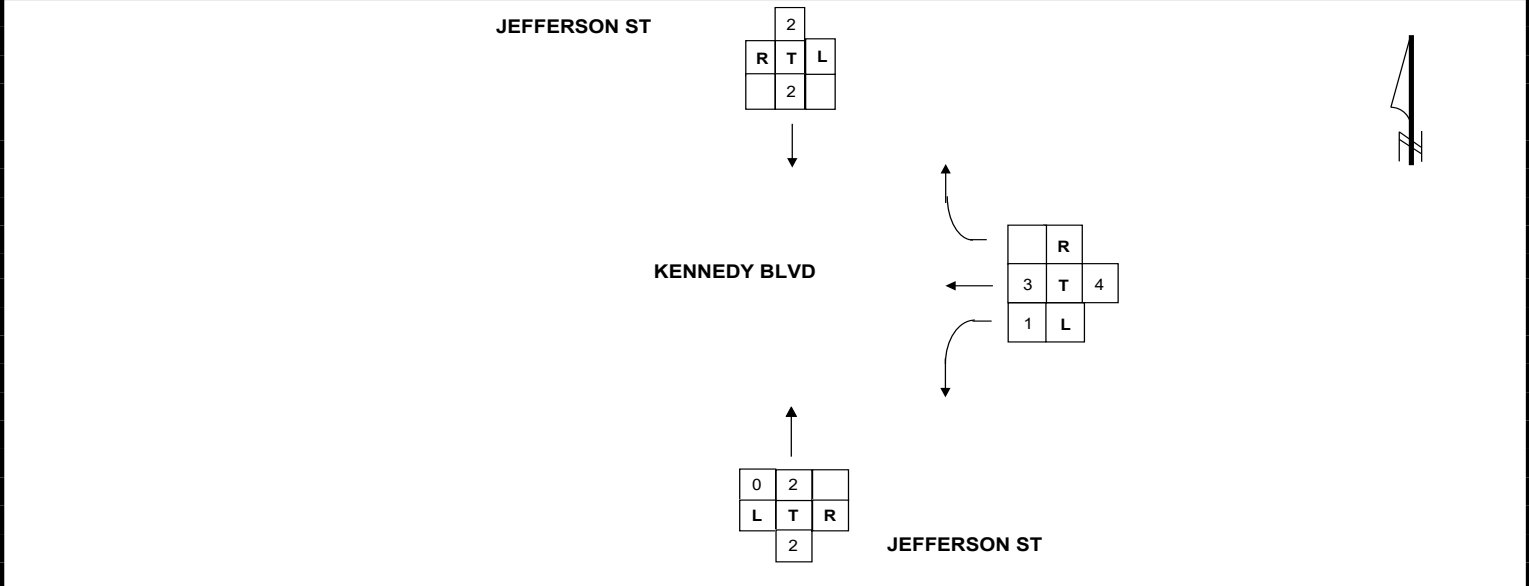 JEFFERSON ST
2
R T L
2
R
KENNEDY BLVD
3 T 4
1 L
0 2
L T R
2
JEFFERSON ST
N